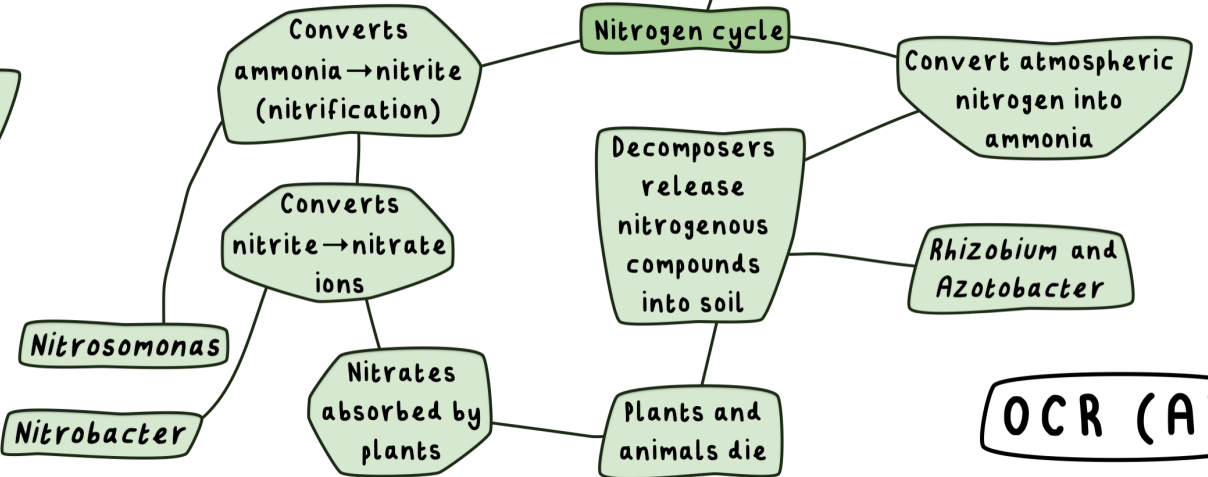 Nitrogen cycle
Converts
ammonia→nitrite
(nitrification)
Convert atmospheric
nitrogen into
ammonia
Decomposers
release
nitrogenous
compounds
into soil
Converts
nitrite→nitrate
ions
Rhizobium and
Azotobacter
Nitrosomonas
Nitrobacter
Nitrates
absorbed by
plants
Plants and
animals die
OCR (A